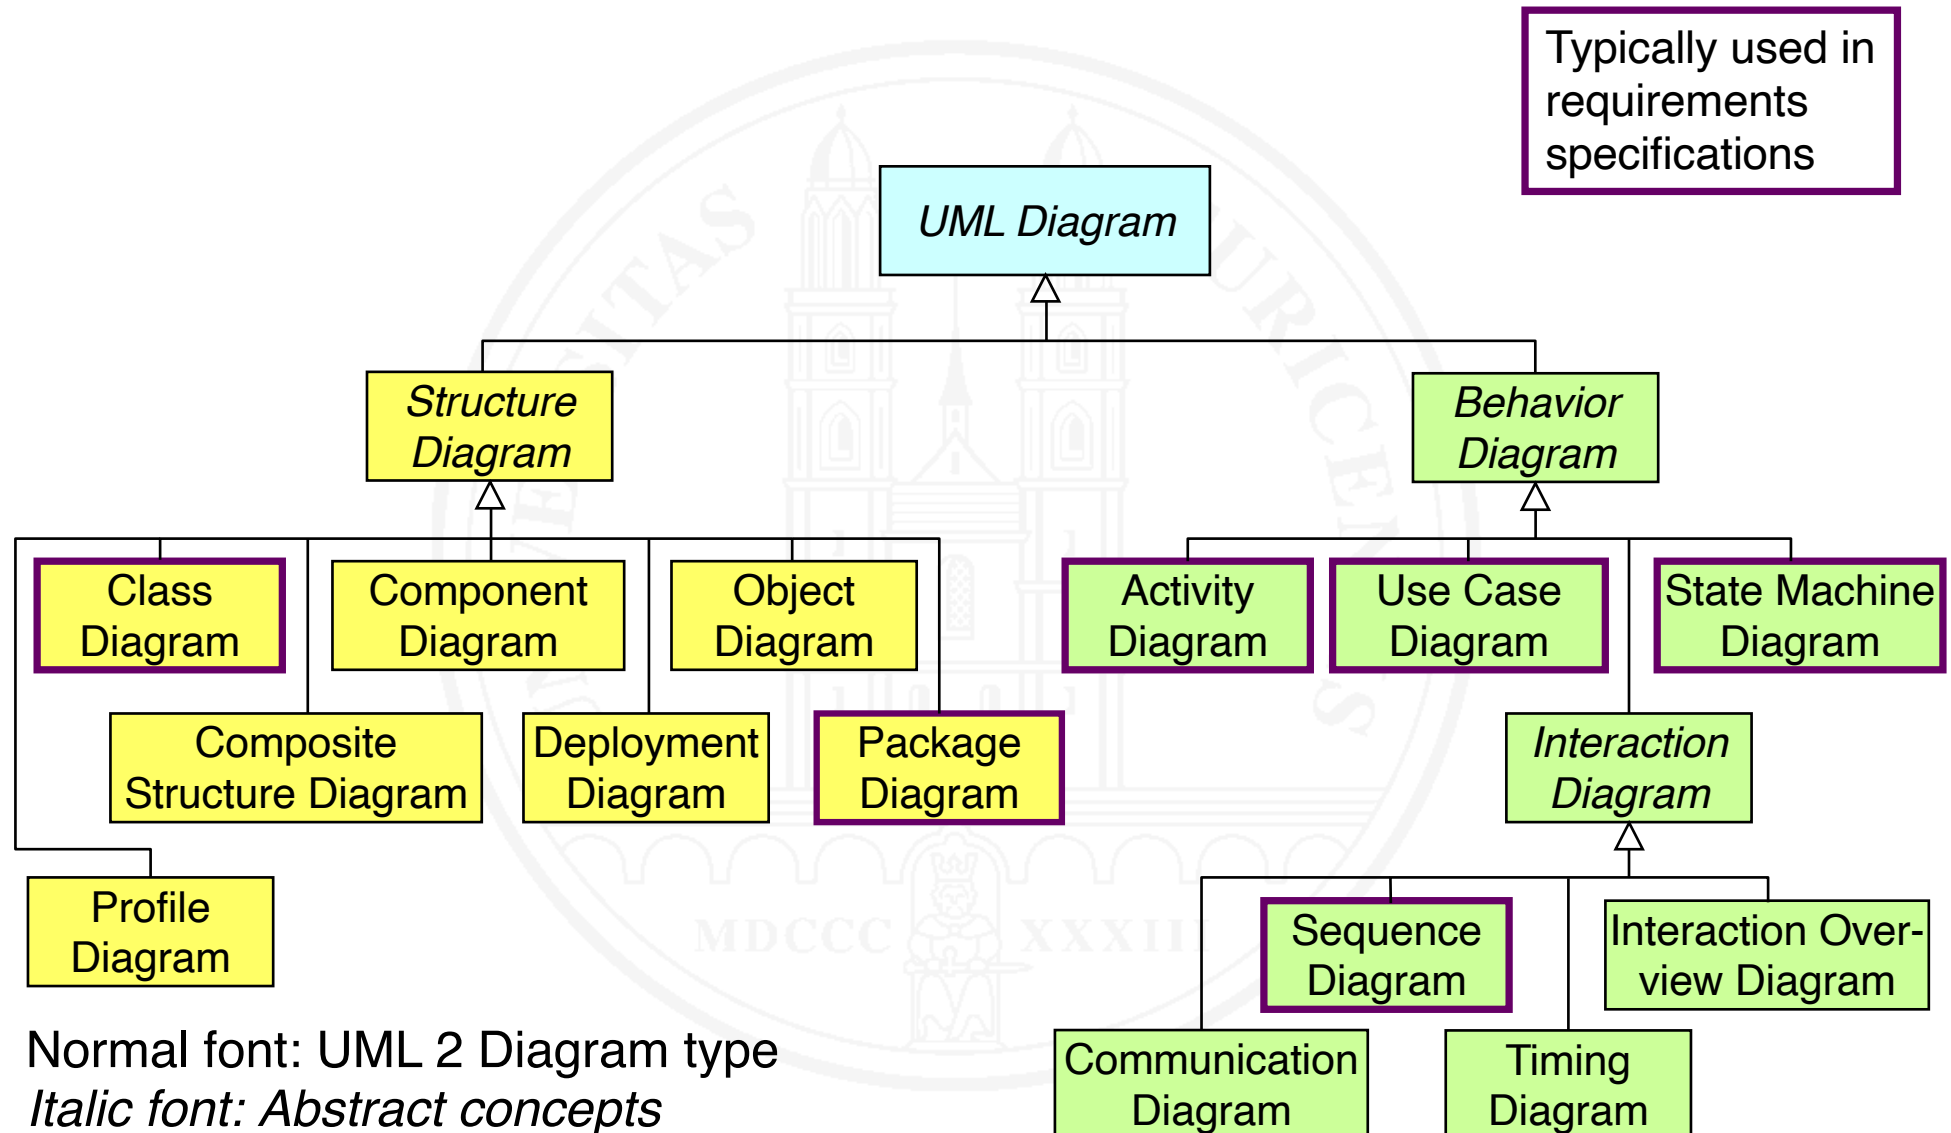 Typically used in
requirements
specifications
UML Diagram
Structure
Diagram
Behavior
Diagram
Class
Diagram
Component
Diagram
Object
Diagram
Activity
Diagram
Use Case
Diagram
State Machine
Diagram
Composite
Structure Diagram
Deployment
Diagram
Package
Diagram
Interaction
Diagram
Profile
Diagram
Sequence
Diagram
Interaction Over-
view Diagram
Communication
Diagram
Timing
Diagram
Normal font: UML 2 Diagram type
Italic font: Abstract concepts
MDCCC XXXIII